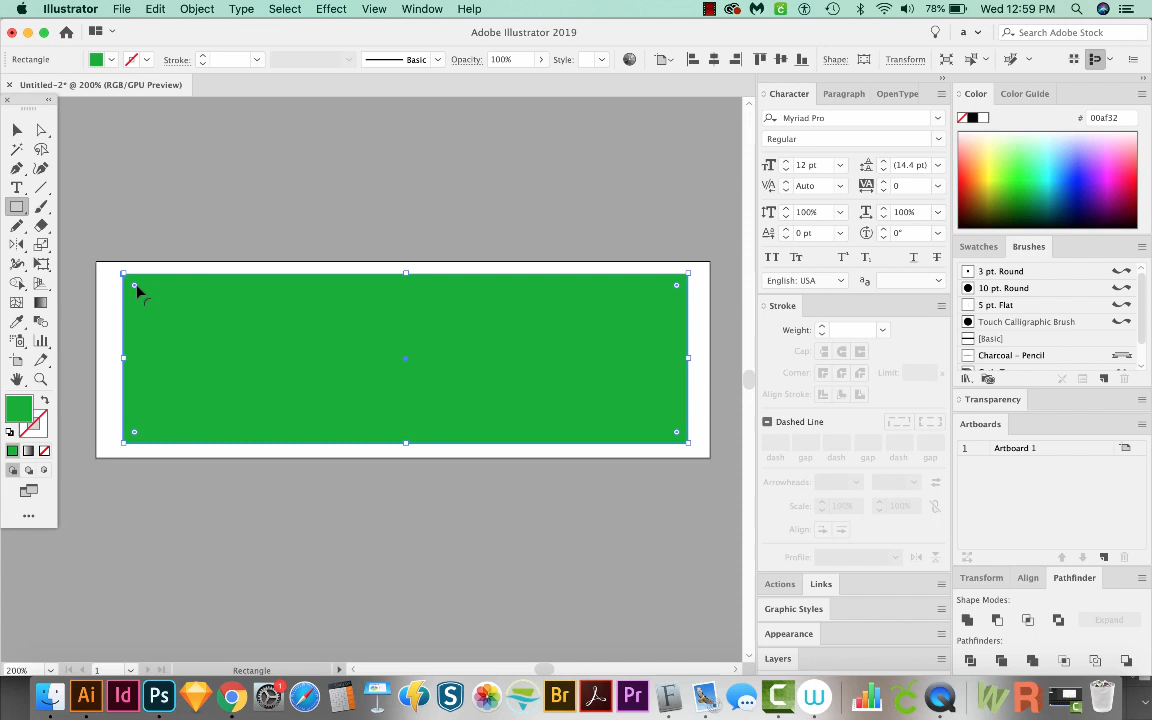 Illustrator File Edit Object Type Select Effect View Window Help 78% Wed 12:59 PM
Adobe Illustrator 2019 a Search Adobe Stock
Rectangle Stroke: Basic Opacity: 100% Style: Shape: Transform
Untitled-2* @ 200% (RGB/GPU Preview)
Character Paragraph OpenType
Color Color Guide
Myriad Pro
# 00af32
Regular
12 pt (14.4 pt)
Auto 0
100% 100%
0 pt 0°
English: USA
Swatches Brushes
3 pt. Round
10 pt. Round
5 pt. Flat
Touch Calligraphic Brush
[Basic]
Charcoal - Pencil
Stroke
Weight:
Cap:
Corner: Limit:
Align Stroke:
Dashed Line
dash gap dash gap dash gap
Arrowheads:
Scale: 100% 100%
Align:
Profile:
Transparency
Artboards
1 Artboard 1
Transform Align Pathfinder
Shape Modes:
Expand
Pathfinders:
Actions Links
Graphic Styles
Appearance
Layers
200% 1 Rectangle
Ai Id Ps 1 Br Pr